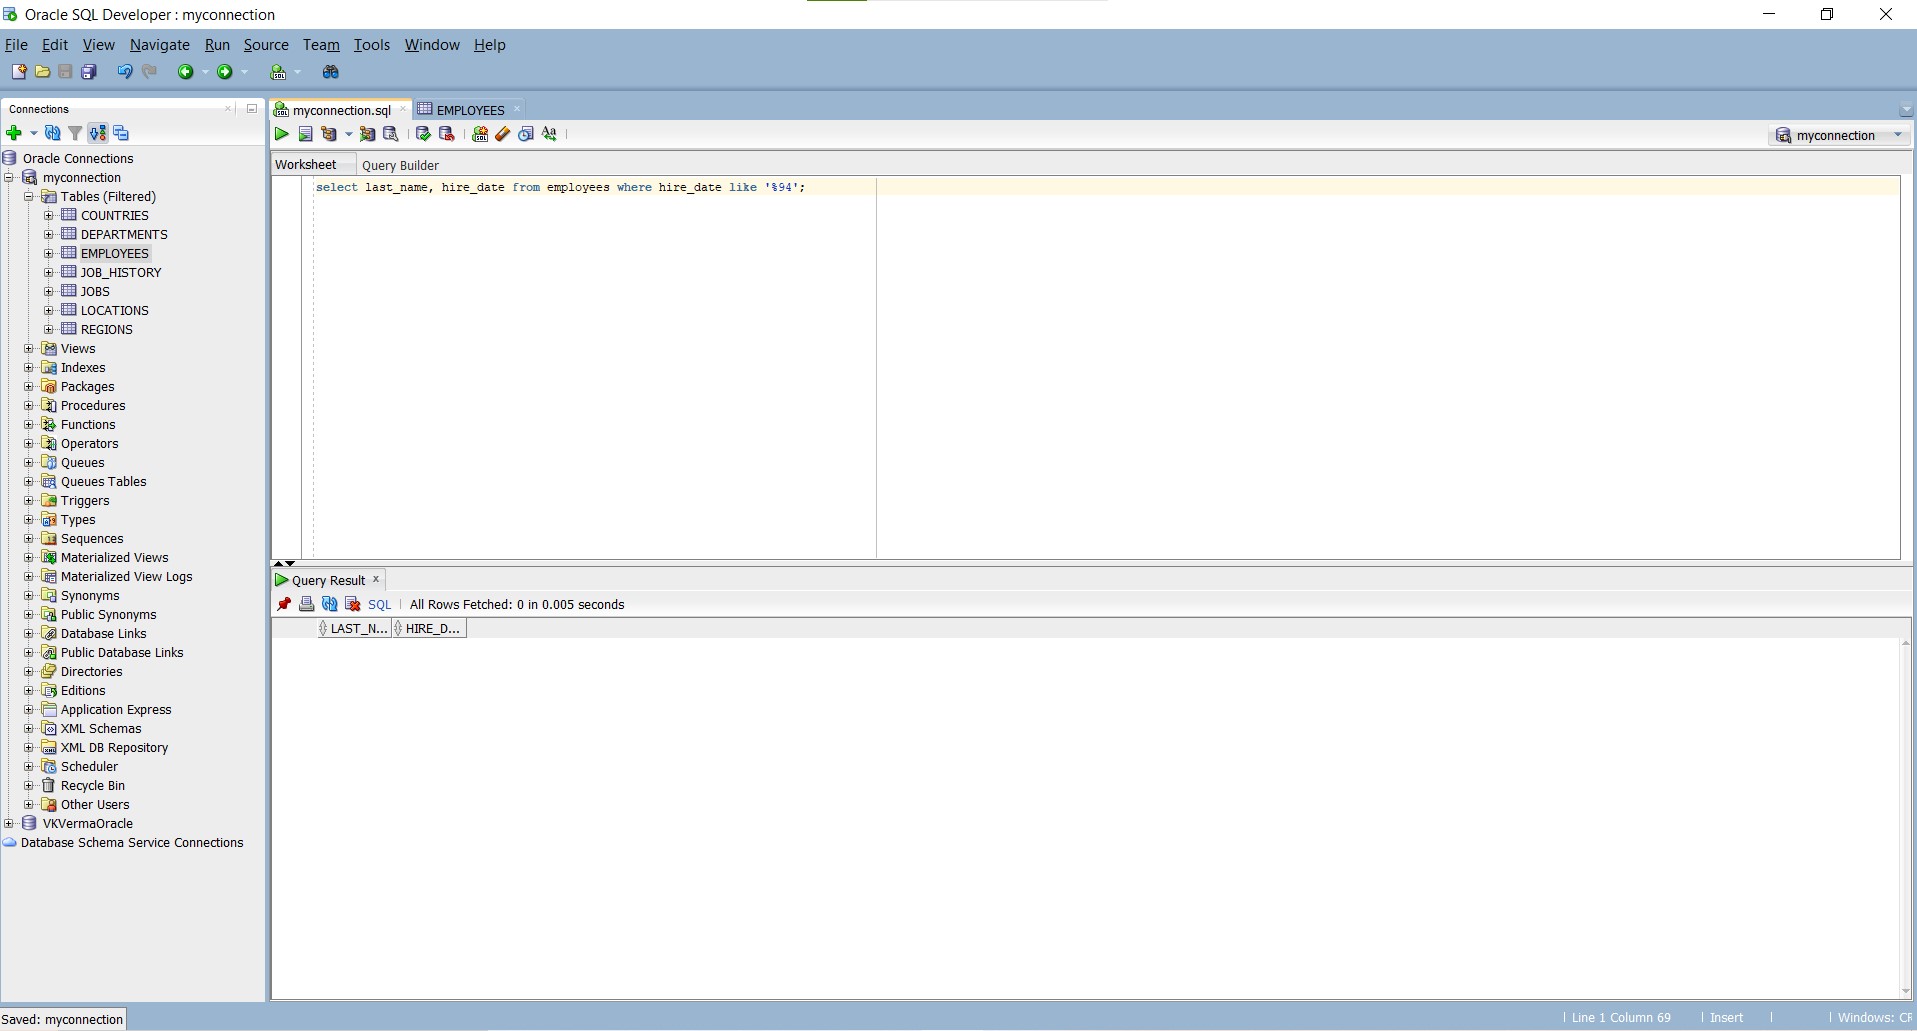 Oracle SQL Developer : myconnection
File Edit View Navigate Run Source Team Tools Window Help
Connections
myconnection.sql
EMPLOYEES
myconnection
Worksheet
Query Builder
Oracle Connections
myconnection
Tables (Filtered)
COUNTRIES
DEPARTMENTS
EMPLOYEES
JOB_HISTORY
JOBS
LOCATIONS
REGIONS
Views
Indexes
Packages
Procedures
Functions
Operators
Queues
Queues Tables
Triggers
Types
Sequences
Materialized Views
Materialized View Logs
Synonyms
Public Synonyms
Database Links
Public Database Links
Directories
Editions
Application Express
XML Schemas
XML DB Repository
Scheduler
Recycle Bin
Other Users
VKVermaOracle
Database Schema Service Connections
select last_name, hire_date from employees where hire_date like '%94';
Query Result
SQL | All Rows Fetched: 0 in 0.005 seconds
LAST_N... HIRE_D...
Saved: myconnection
Line 1 Column 69 | Insert | | Windows: CR